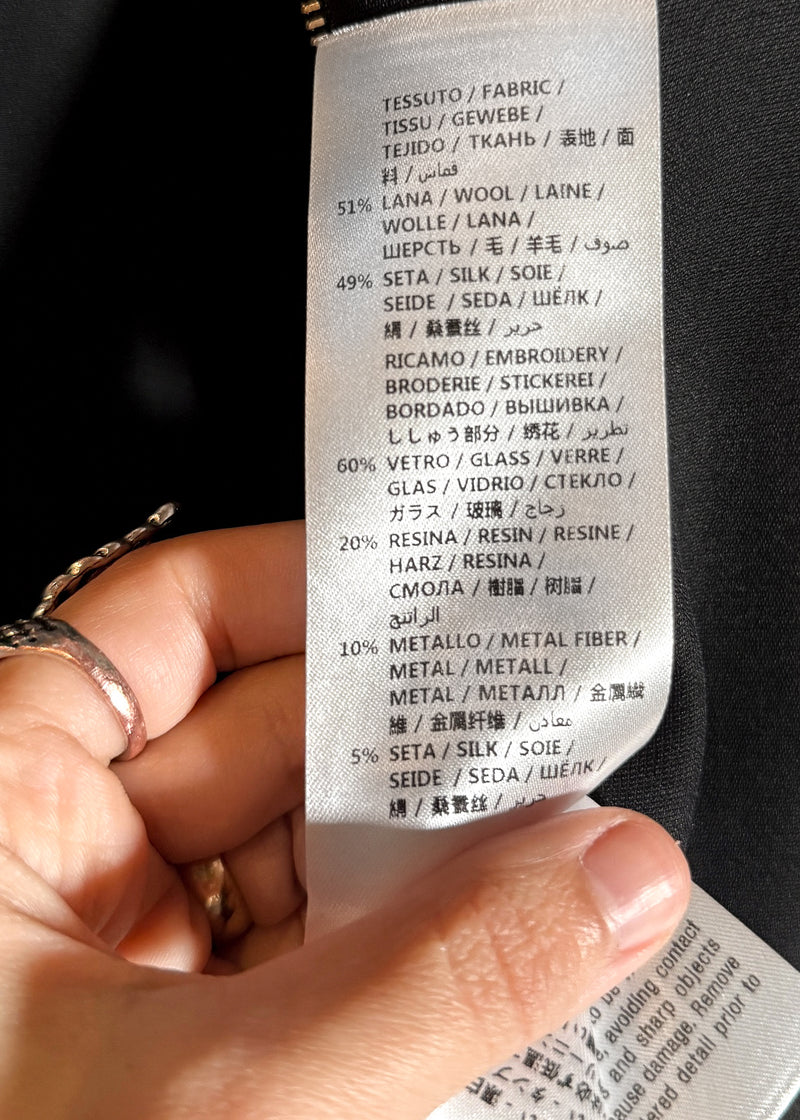 TESSUTO / FABRIC /
TISSU / GEWEBE /
TEJIDO / ТКАНЬ / 表地 / 面
料 / قماش
51% LANA / WOOL / LAINE /
WOLLE / LANA /
ШЕРСТЬ / 毛 / 羊毛 / صوف
49% SETA / SILK / SOIE /
SEIDE / SEDA / ШЁЛК /
絹 / 桑蚕丝 / حرير
RICAMO / EMBROIDERY /
BRODERIE / STICKEREI /
BORDADO / ВЫШИВКА /
ししゅう部分 / 绣花 / تطريز
60% VETRO / GLASS / VERRE /
GLAS / VIDRIO / СТЕКЛО /
ガラス / 玻璃 / زجاج
20% RESINA / RESIN / RESINE /
HARZ / RESINA /
СМОЛА / 樹脂 / 树脂 /
الراتنج
10% METALLO / METAL FIBER /
METAL / METALL /
METAL / МЕТАЛЛ / 金属繊
維 / 金属纤维 / معادن
5% SETA / SILK / SOIE /
SEIDE / SEDA / ШЁЛК /
絹 / 桑蚕丝 / حرير
to be
avoiding contact
and sharp objects
use damage. Remove
detail prior to